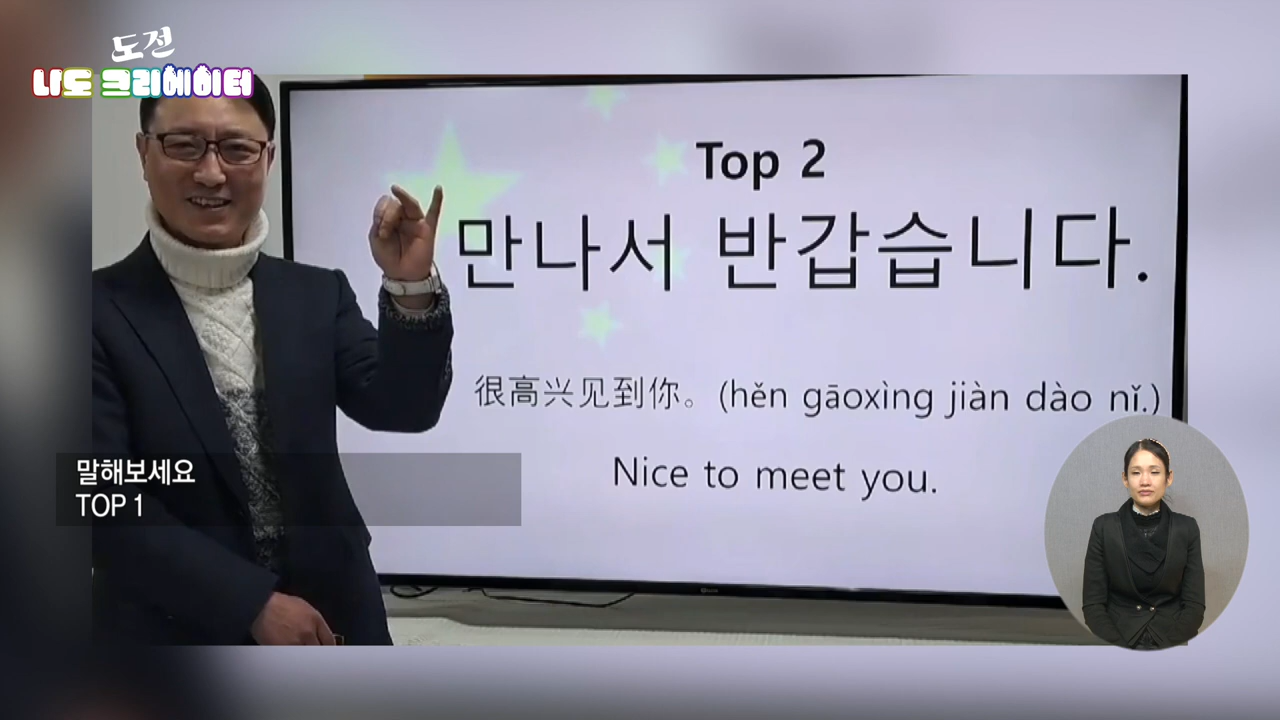 도전
나도 크리에이터
Top 2
만나서 반갑습니다.
很高兴见到你。(hěn gāoxìng jiàn dào nǐ.)
Nice to meet you.
말해보세요
TOP 1